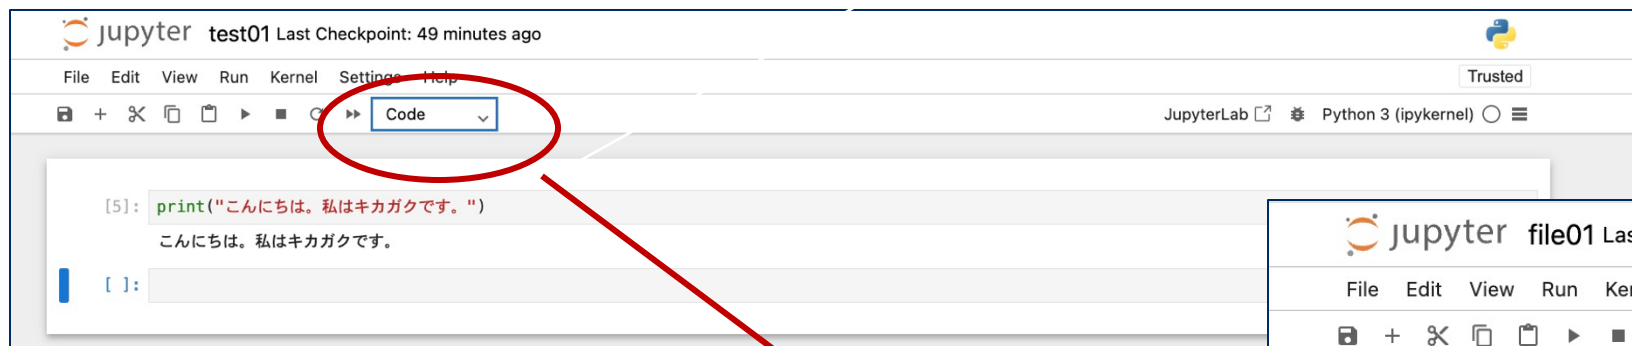 jupyter test01 Last Checkpoint: 49 minutes ago
File Edit View Run Kernel Settings Help
Trusted
Code
JupyterLab
Python 3 (ipykernel)
[5]: print("こんにちは。私はキカガクです。")
こんにちは。私はキカガクです。
[ ]:
jupyter file01
File Edit View Run